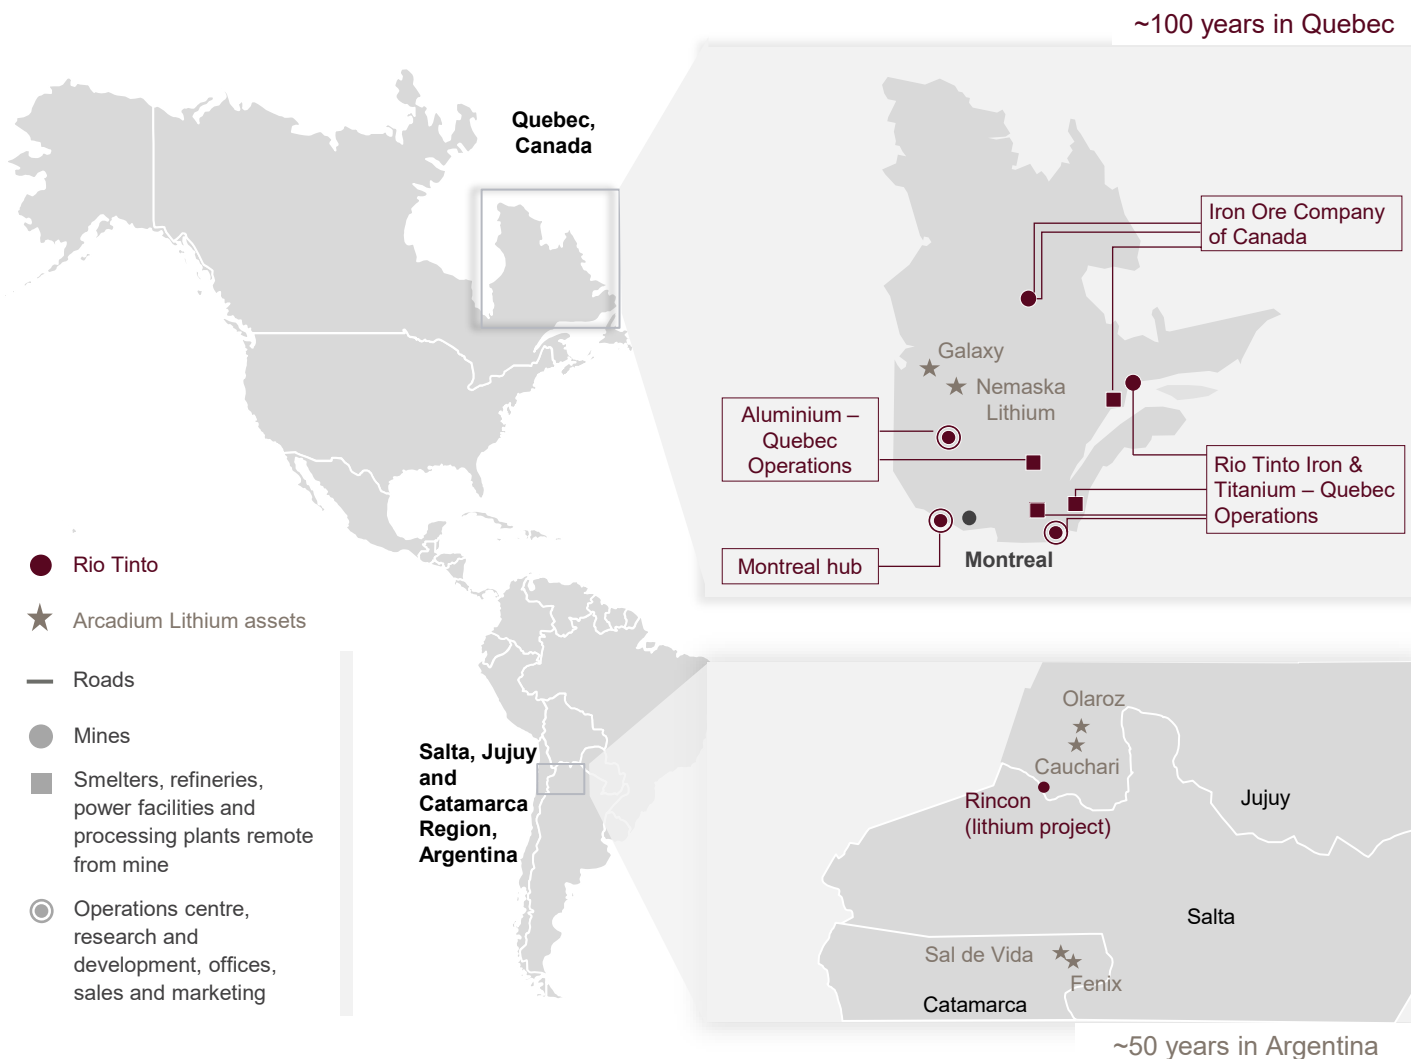 ~100 years in Quebec
Quebec,
Canada
Iron Ore Company
of Canada
Galaxy
Nemaska
Lithium
Aluminium –
Quebec
Operations
Rio Tinto Iron &
Titanium – Quebec
Operations
Montreal hub
Montreal
Rio Tinto
Arcadium Lithium assets
Roads
Mines
Smelters, refineries,
power facilities and
processing plants remote
from mine
Operations centre,
research and
development, offices,
sales and marketing
Salta, Jujuy
and
Catamarca
Region,
Argentina
Olaroz
Cauchari
Rincon
(lithium project)
Jujuy
Salta
Sal de Vida
Fenix
Catamarca
~50 years in Argentina